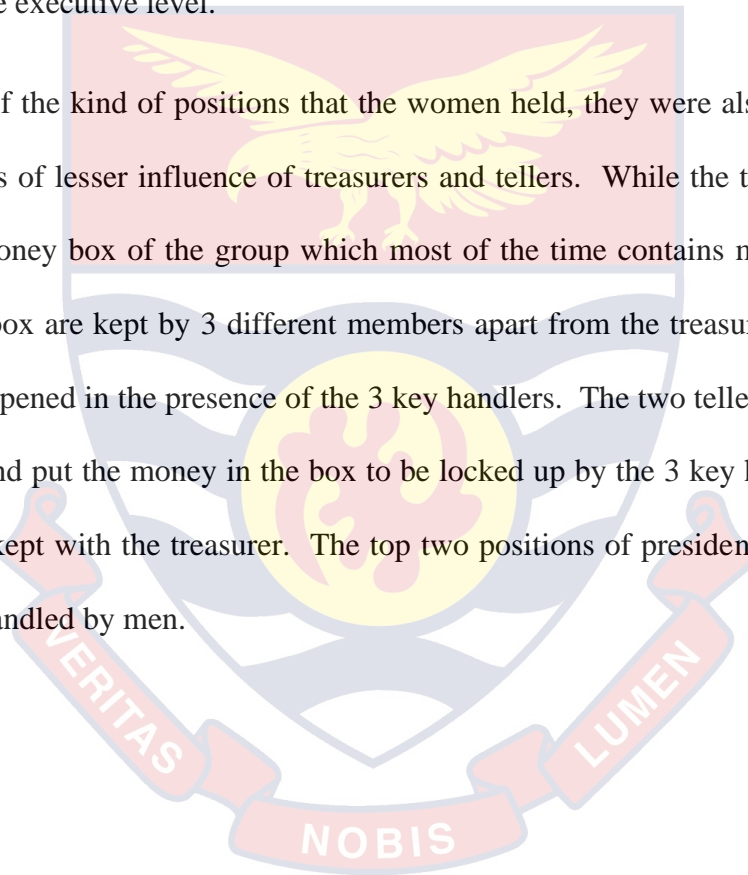 e executive level.
f the kind of positions that the women held, they were als
s of lesser influence of treasurers and tellers. While the t
oney box of the group which most of the time contains m
box are kept by 3 different members apart from the treasur
pened in the presence of the 3 key handlers. The two telle
nd put the money in the box to be locked up by the 3 key h
kept with the treasurer. The top two positions of presiden
andled by men.
VERITAS
NOBIS
LUMEN